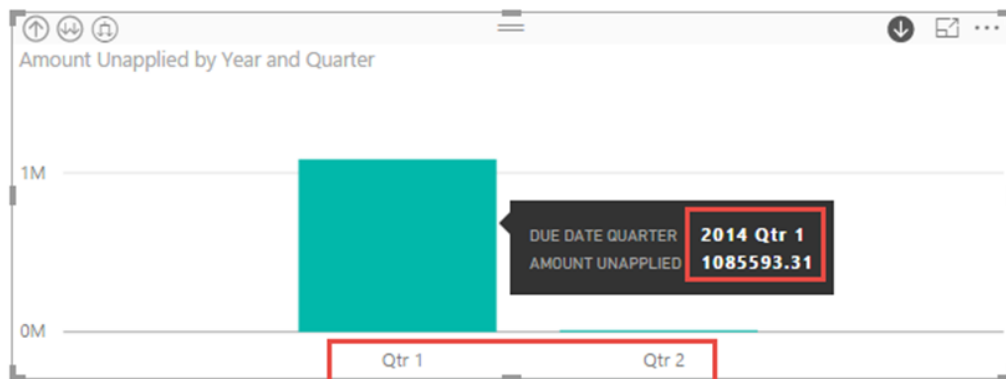 Amount Unapplied by Year and Quarter
1M
DUE DATE QUARTER 2014 Qtr 1
AMOUNT UNAPPLIED 1085593.31
0M
Qtr 1 Qtr 2